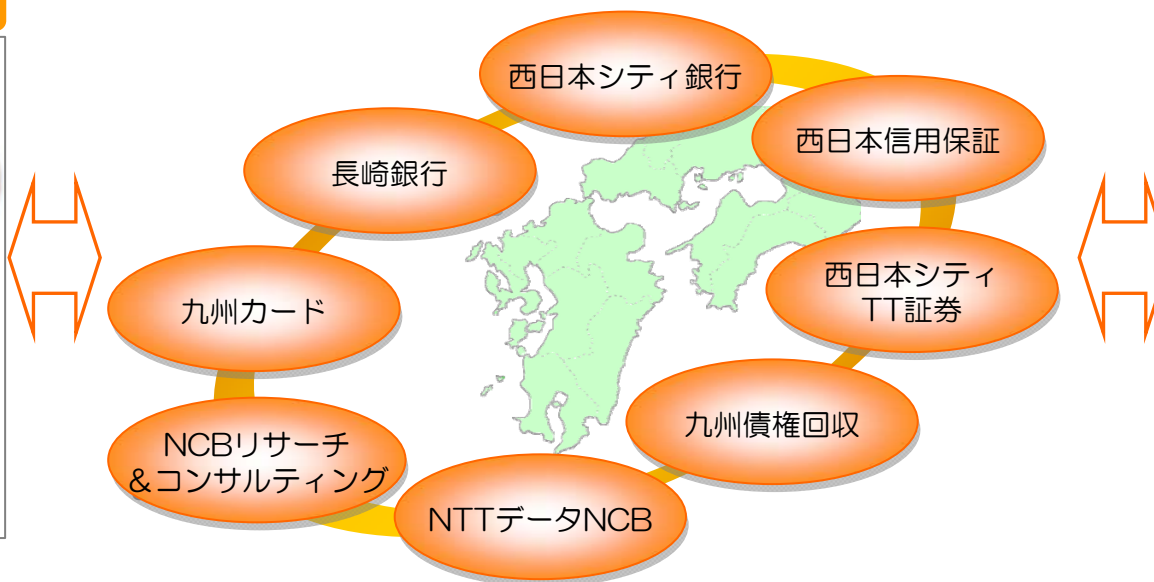 西日本シティ銀行
西日本信用保証
長崎銀行
西日本シティ
TT証券
九州カード
九州債権回収
NCBリサーチ
&コンサルティング
NTTデータNCB